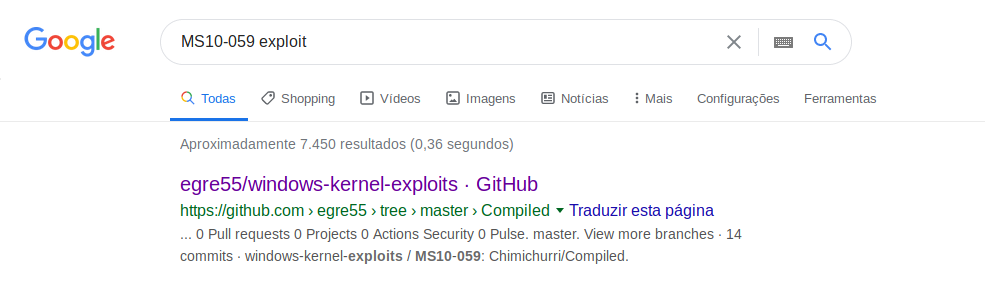 Google MS10-059 exploit
Todas Shopping Vídeos Imagens Notícias Mais Configurações Ferramentas
Aproximadamente 7.450 resultados (0,36 segundos)
egre55/windows-kernel-exploits · GitHub
https://github.com › egre55 › tree › master › Compiled Traduzir esta página
... 0 Pull requests 0 Projects 0 Actions Security 0 Pulse. master. View more branches · 14
commits · windows-kernel-exploits / MS10-059: Chimichurri/Compiled.